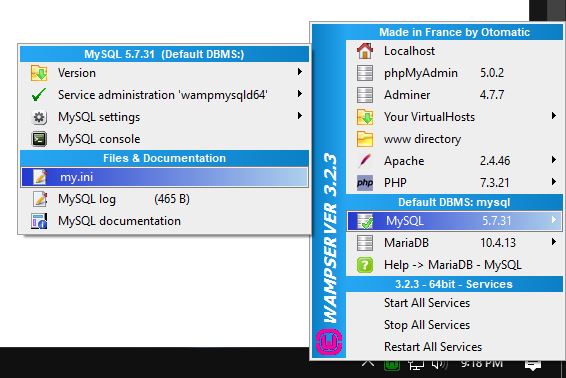 MySQL 5.7.31 (Default DBMS:)
Version
Service administration 'wampmysqld64'
MySQL settings
MySQL console
Files & Documentation
my.ini
MySQL log (465 B)
MySQL documentation
WAMPSERVER 3.2.3
Made in France by Otomatic
Localhost
phpMyAdmin 5.0.2
Adminer 4.7.7
Your VirtualHosts
www directory
Apache 2.4.46
php PHP 7.3.21
Default DBMS: mysql
MySQL 5.7.31
MariaDB 10.4.13
Help -> MariaDB - MySQL
3.2.3 - 64bit - Services
Start All Services
Stop All Services
Restart All Services
9:18 PM